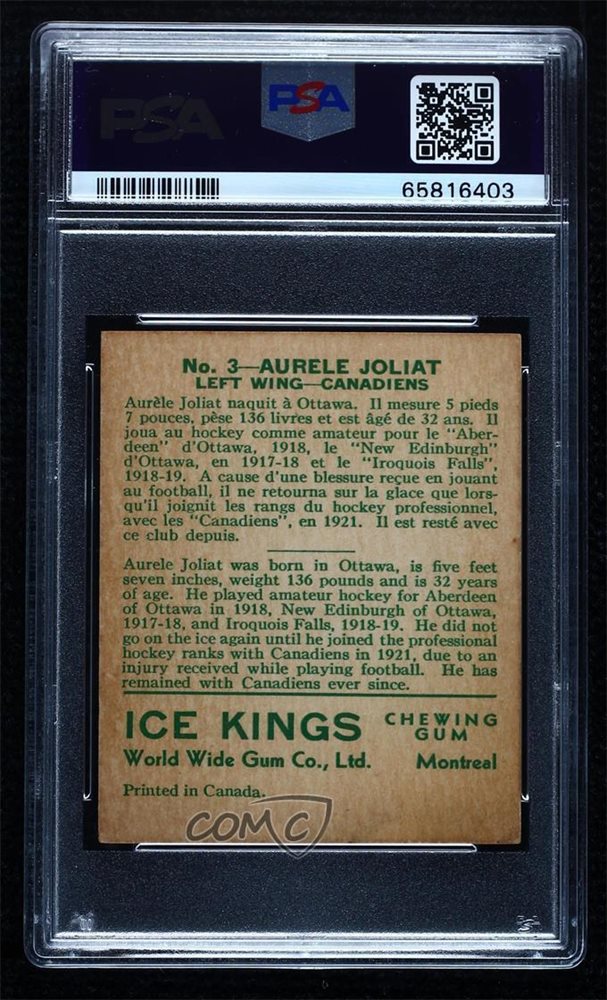 PSA
PSA
65816403
No. 3—AURELE JOLIAT
LEFT WING—CANADIENS
Aurèle Joliat naquit à Ottawa. Il mesure 5 pieds
7 pouces, pèse 136 livres et est âgé de 32 ans. Il
joua au hockey comme amateur pour le "Aber-
deen" d'Ottawa, 1918, le "New Edinburgh"
d'Ottawa, en 1917-18 et le "Iroquois Falls",
1918-19. A cause d'une blessure reçue en jouant
au football, il ne retourna sur la glace que lors-
qu'il joignit les rangs du hockey professionnel,
avec les "Canadiens", en 1921. Il est resté avec
ce club depuis.
Aurele Joliat was born in Ottawa, is five feet
seven inches, weight 136 pounds and is 32 years
of age. He played amateur hockey for Aberdeen
of Ottawa in 1918, New Edinburgh of Ottawa,
1917-18, and Iroquois Falls, 1918-19. He did not
go on the ice again until he joined the professional
hockey ranks with Canadiens in 1921, due to an
injury received while playing football. He has
remained with Canadiens ever since.
ICE KINGS CHEWING GUM
World Wide Gum Co., Ltd. Montreal
Printed in Canada.
COMC
PSA